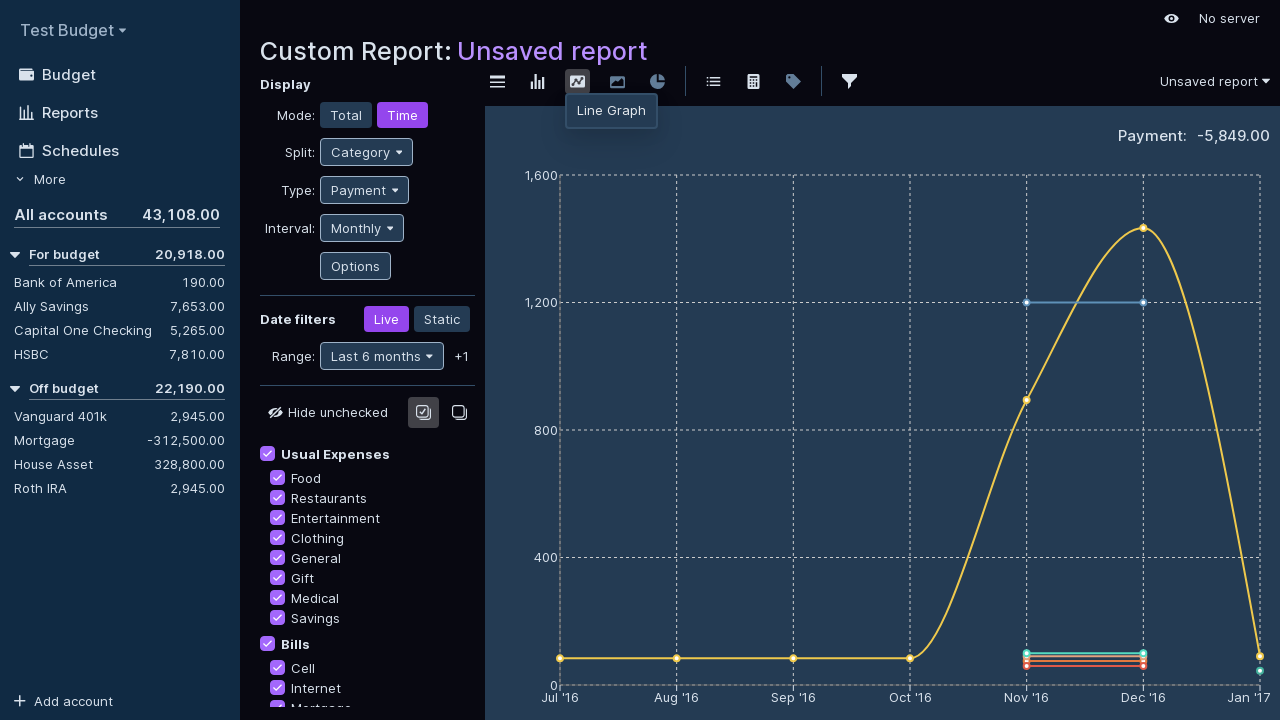 Test Budget
Budget
Reports
Schedules
More
All accounts 43,108.00
For budget 20,918.00
Bank of America 190.00
Ally Savings 7,653.00
Capital One Checking 5,265.00
HSBC 7,810.00
Off budget 22,190.00
Vanguard 401k 2,945.00
Mortgage -312,500.00
House Asset 328,800.00
Roth IRA 2,945.00
Add account
No server
Custom Report: Unsaved report
Display
Mode: Total Time
Split: Category
Type: Payment
Interval: Monthly
Options
Date filters Live Static
Range: Last 6 months +1
Hide unchecked
Usual Expenses
Food
Restaurants
Entertainment
Clothing
General
Gift
Medical
Savings
Bills
Cell
Internet
Mortgage
Unsaved report
Line Graph
Payment: -5,849.00
1,600
1,200
800
400
0
Jul '16 Aug '16 Sep '16 Oct '16 Nov '16 Dec '16 Jan '17